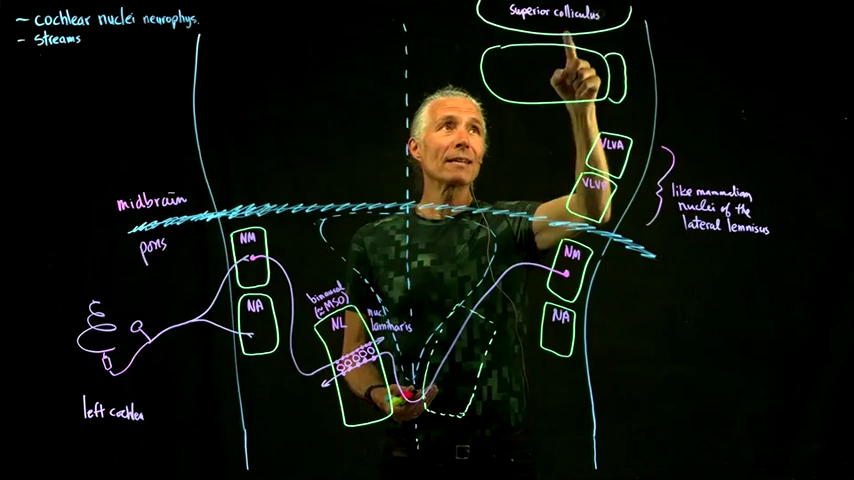 ~ cochlear nuclei neurophys.
- streams
superior colliculus
VLVA
VLVP
like mammalian
nuclei of the
lateral lemniscus
midbrain
pons
NM
NA
binaural
(≈MSO)
NL
nucl
laminaris
NM
NA
left cochlea